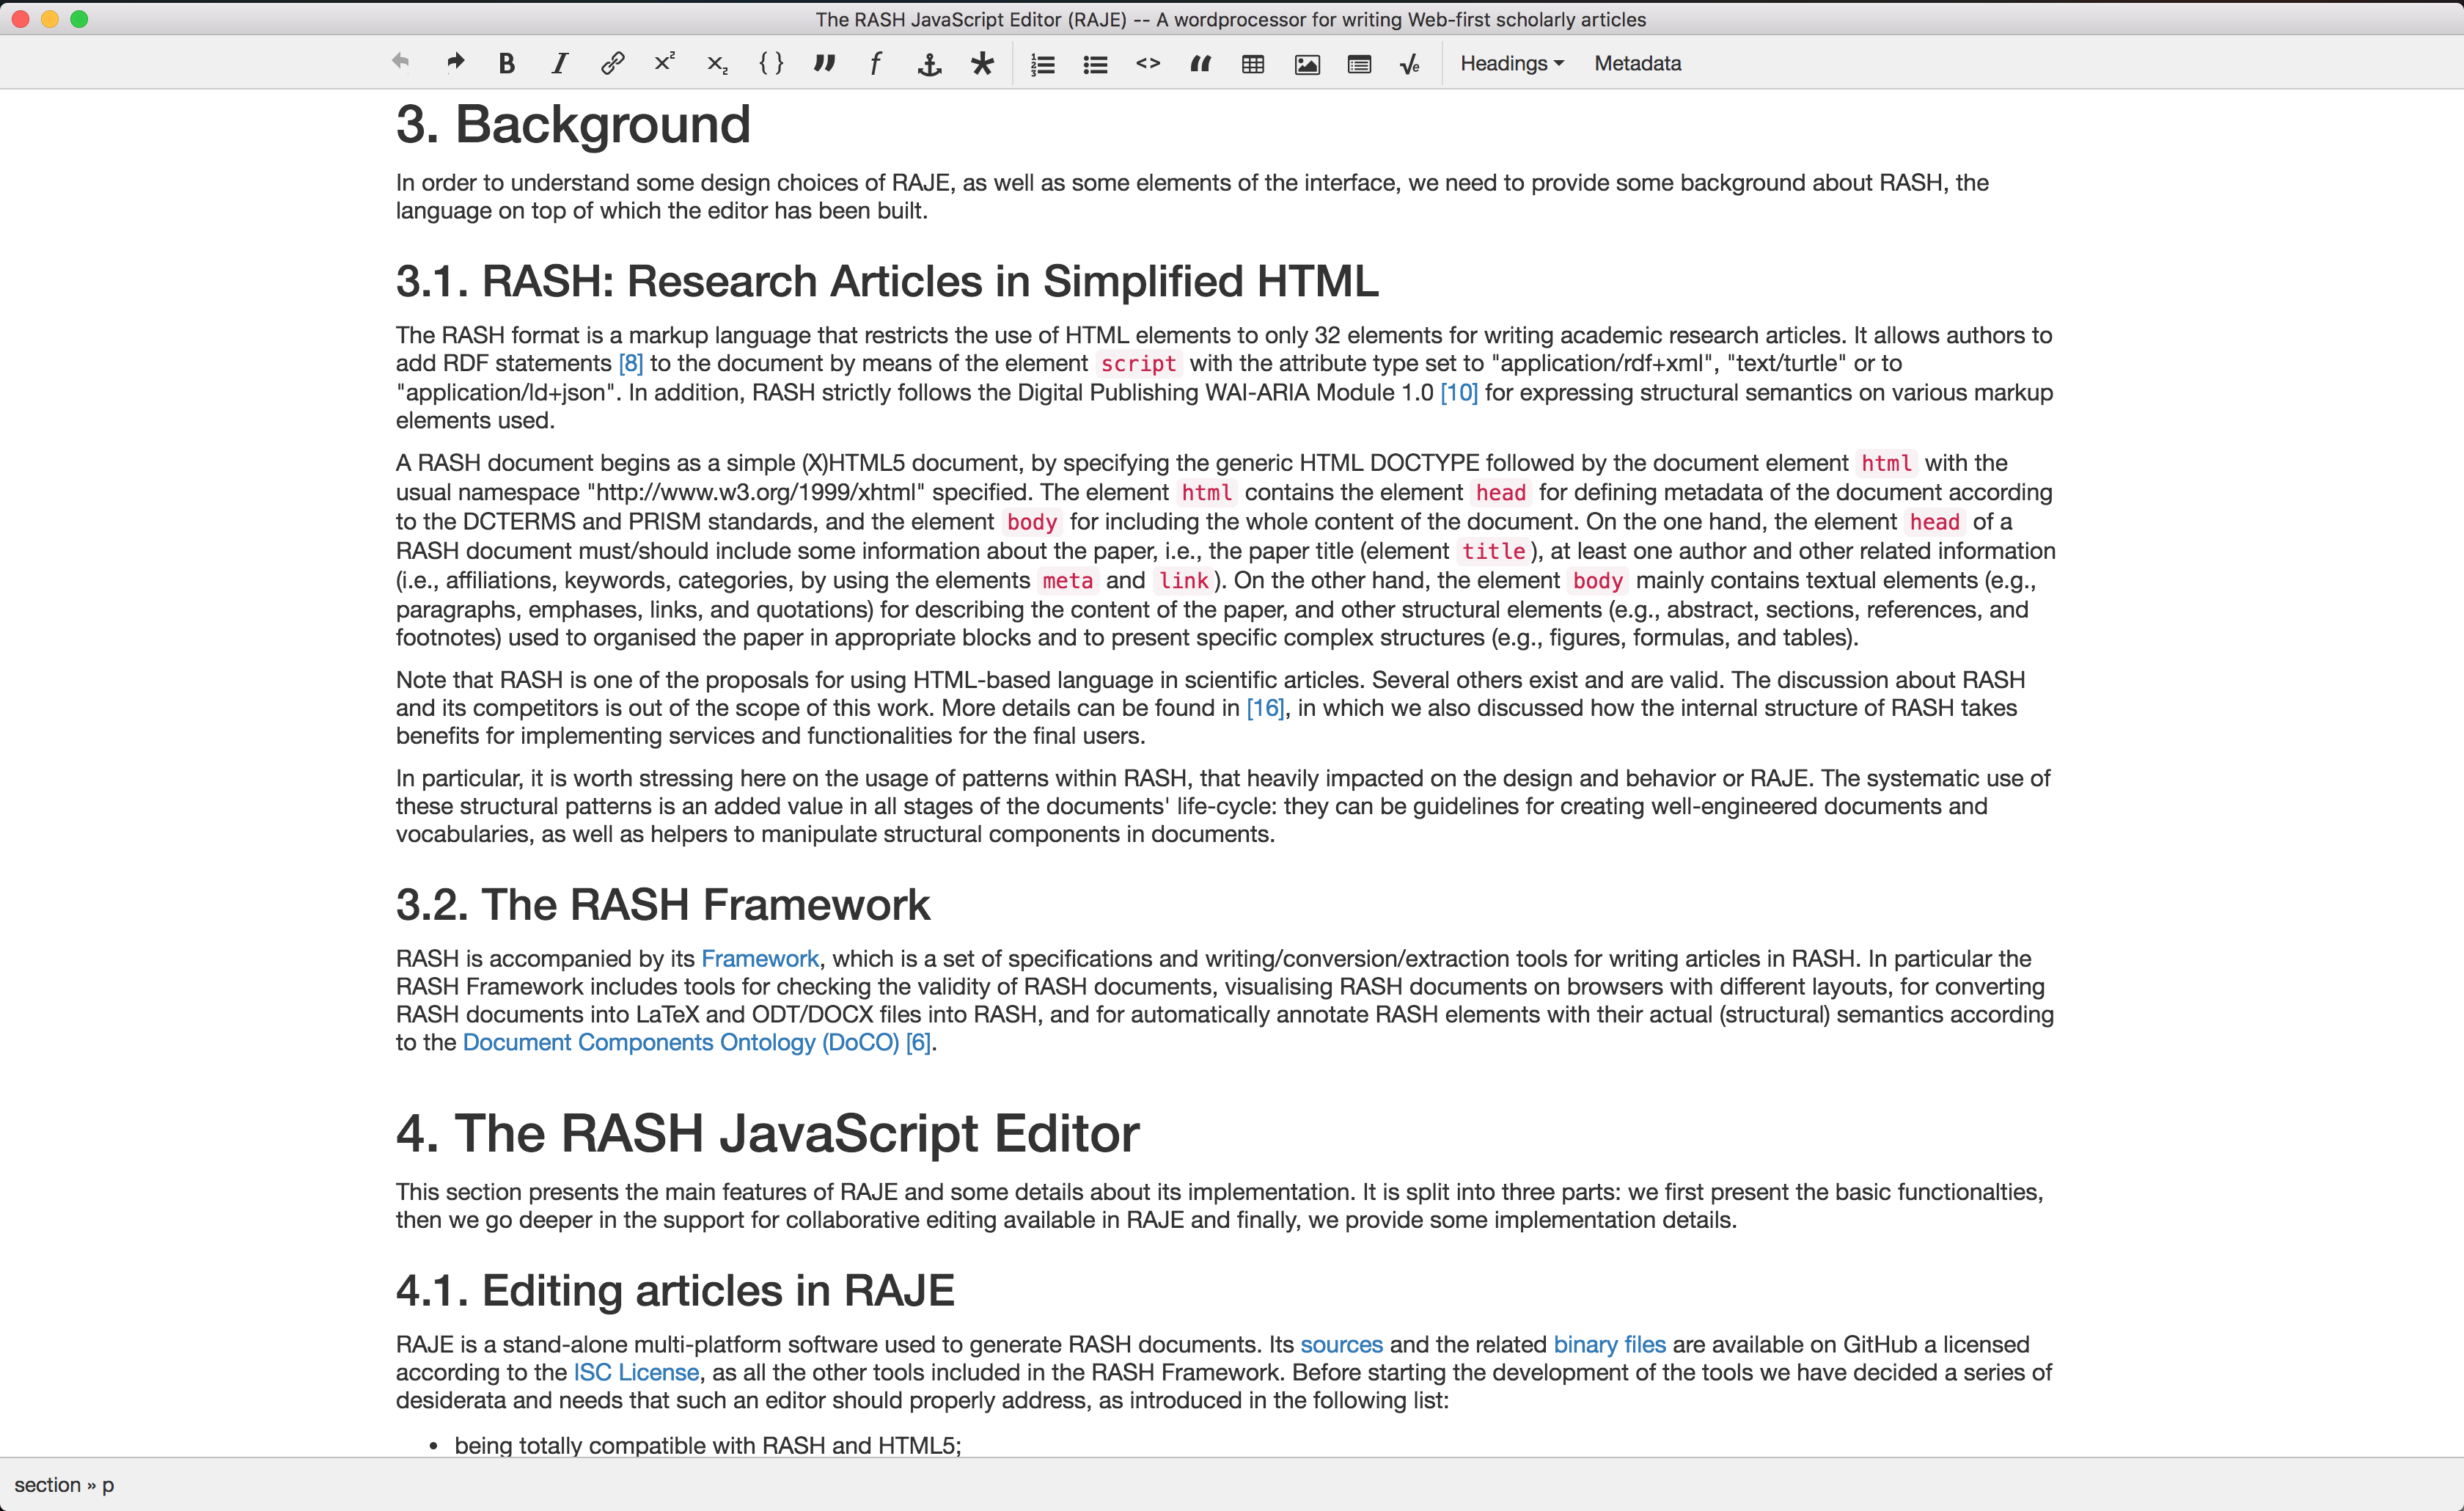 The RASH JavaScript Editor (RAJE) -- A wordprocessor for writing Web-first scholarly articles
B I x² x₂ {} f Headings Metadata
3. Background
In order to understand some design choices of RAJE, as well as some elements of the interface, we need to provide some background about RASH, the
language on top of which the editor has been built.
3.1. RASH: Research Articles in Simplified HTML
The RASH format is a markup language that restricts the use of HTML elements to only 32 elements for writing academic research articles. It allows authors to
add RDF statements [8] to the document by means of the element script with the attribute type set to "application/rdf+xml", "text/turtle" or to
"application/ld+json". In addition, RASH strictly follows the Digital Publishing WAI-ARIA Module 1.0 [10] for expressing structural semantics on various markup
elements used.
A RASH document begins as a simple (X)HTML5 document, by specifying the generic HTML DOCTYPE followed by the document element html with the
usual namespace "http://www.w3.org/1999/xhtml" specified. The element html contains the element head for defining metadata of the document according
to the DCTERMS and PRISM standards, and the element body for including the whole content of the document. On the one hand, the element head of a
RASH document must/should include some information about the paper, i.e., the paper title (element title), at least one author and other related information
(i.e., affiliations, keywords, categories, by using the elements meta and link). On the other hand, the element body mainly contains textual elements (e.g.,
paragraphs, emphases, links, and quotations) for describing the content of the paper, and other structural elements (e.g., abstract, sections, references, and
footnotes) used to organised the paper in appropriate blocks and to present specific complex structures (e.g., figures, formulas, and tables).
Note that RASH is one of the proposals for using HTML-based language in scientific articles. Several others exist and are valid. The discussion about RASH
and its competitors is out of the scope of this work. More details can be found in [16], in which we also discussed how the internal structure of RASH takes
benefits for implementing services and functionalities for the final users.
In particular, it is worth stressing here on the usage of patterns within RASH, that heavily impacted on the design and behavior or RAJE. The systematic use of
these structural patterns is an added value in all stages of the documents' life-cycle: they can be guidelines for creating well-engineered documents and
vocabularies, as well as helpers to manipulate structural components in documents.
3.2. The RASH Framework
RASH is accompanied by its Framework, which is a set of specifications and writing/conversion/extraction tools for writing articles in RASH. In particular the
RASH Framework includes tools for checking the validity of RASH documents, visualising RASH documents on browsers with different layouts, for converting
RASH documents into LaTeX and ODT/DOCX files into RASH, and for automatically annotate RASH elements with their actual (structural) semantics according
to the Document Components Ontology (DoCO) [6].
4. The RASH JavaScript Editor
This section presents the main features of RAJE and some details about its implementation. It is split into three parts: we first present the basic functionalties,
then we go deeper in the support for collaborative editing available in RAJE and finally, we provide some implementation details.
4.1. Editing articles in RAJE
RAJE is a stand-alone multi-platform software used to generate RASH documents. Its sources and the related binary files are available on GitHub a licensed
according to the ISC License, as all the other tools included in the RASH Framework. Before starting the development of the tools we have decided a series of
desiderata and needs that such an editor should properly address, as introduced in the following list:
• being totally compatible with RASH and HTML5;
section » p